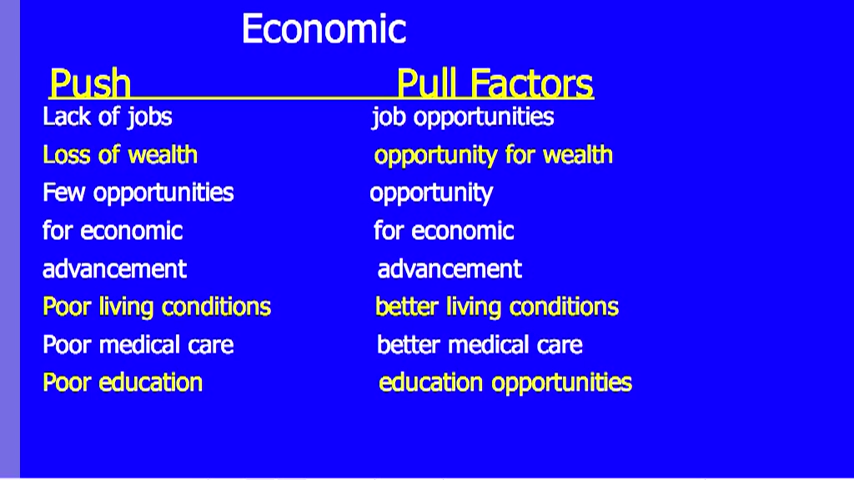 Economic
Push Pull Factors
Lack of jobs job opportunities
Loss of wealth opportunity for wealth
Few opportunities opportunity
for economic for economic
advancement advancement
Poor living conditions better living conditions
Poor medical care better medical care
Poor education education opportunities